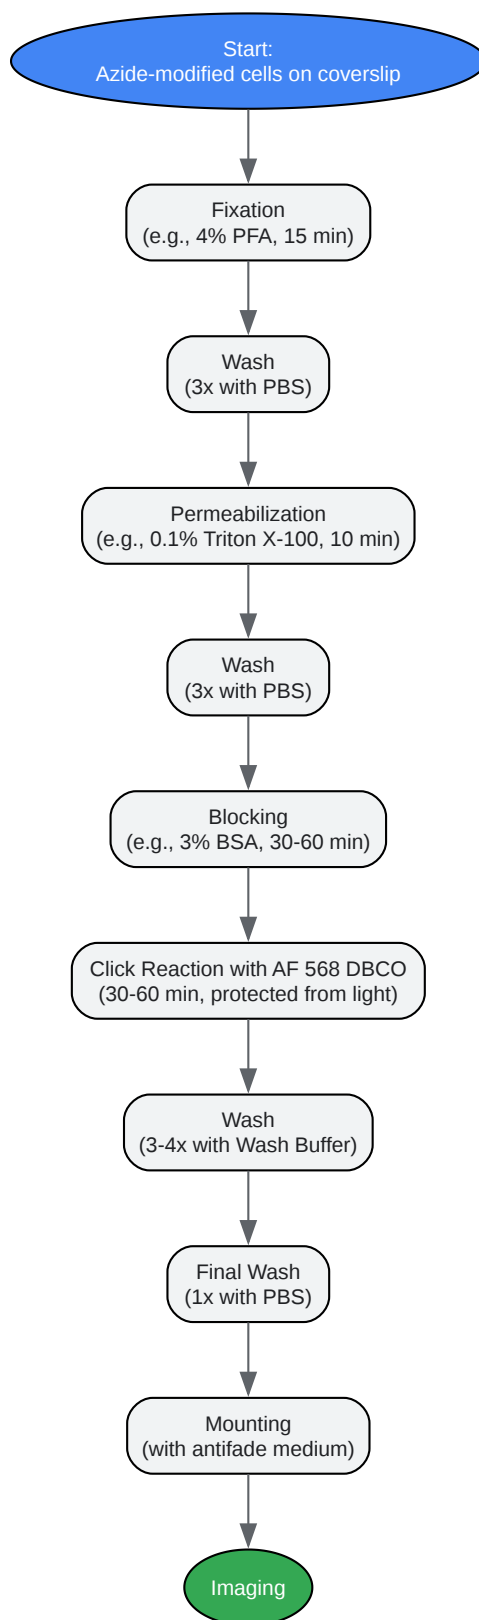 Start:
Azide-modified cells on coverslip
Fixation
(e.g., 4% PFA, 15 min)
Wash
(3x with PBS)
Permeabilization
(e.g., 0.1% Triton X-100, 10 min)
Wash
(3x with PBS)
Blocking
(e.g., 3% BSA, 30-60 min)
Click Reaction with AF 568 DBCO
(30-60 min, protected from light)
Wash
(3-4x with Wash Buffer)
Final Wash
(1x with PBS)
Mounting
(with antifade medium)
Imaging